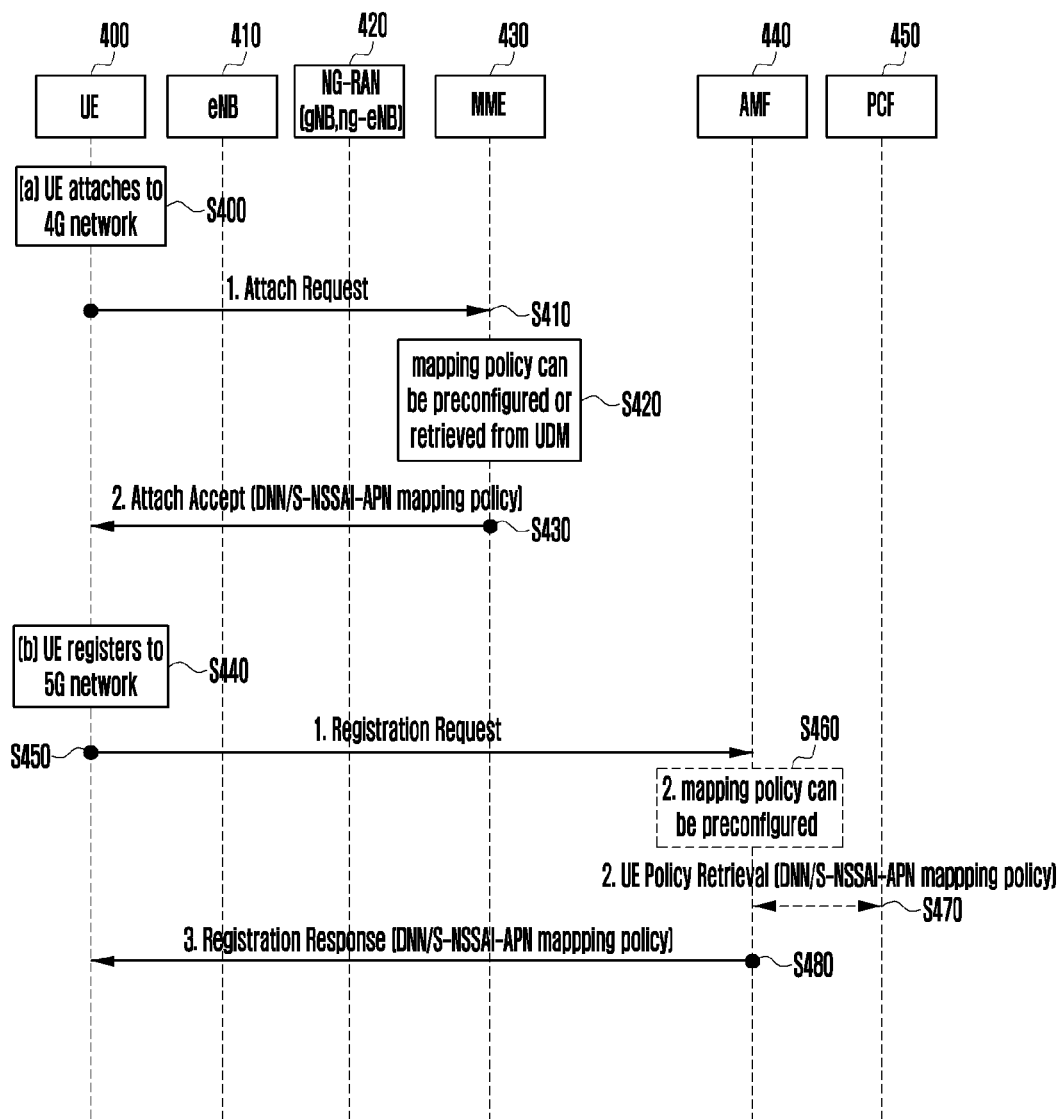 400
410
420
430
440
450
UE
eNB
NG-RAN
(gNB,ng-eNB)
MME
AMF
PCF
(a) UE attaches to
4G network
S400
1. Attach Request
S410
mapping policy can
be preconfigured or
retrieved from UDM
S420
2. Attach Accept (DNN/S-NSSAI-APN mapping policy)
S430
(b) UE registers to
5G network
S440
1. Registration Request
S450
S460
2. mapping policy can
be preconfigured
2. UE Policy Retrieval (DNN/S-NSSAI-APN mappping policy)
S470
3. Registration Response (DNN/S-NSSAI-APN mappping policy)
S480